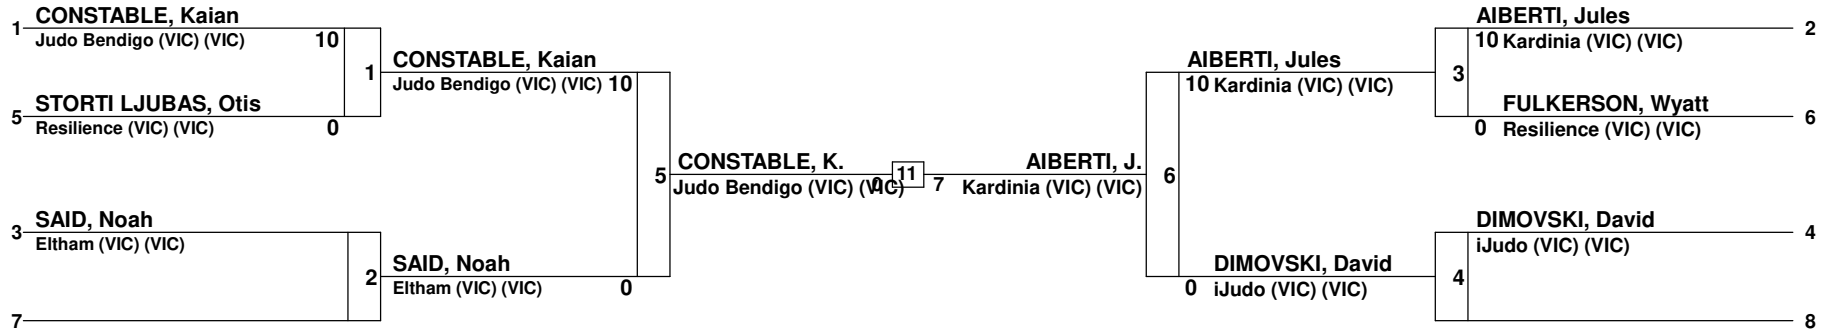 1
CONSTABLE, Kaian
Judo Bendigo (VIC) (VIC)
10
5
STORTI LJUBAS, Otis
Resilience (VIC) (VIC)
0
1
CONSTABLE, Kaian
Judo Bendigo (VIC) (VIC)
10
3
SAID, Noah
Eltham (VIC) (VIC)
7
2
SAID, Noah
Eltham (VIC) (VIC)
0
5
CONSTABLE, K.
Judo Bendigo (VIC) (VIC)
0
11
7
AIBERTI, J.
Kardinia (VIC) (VIC)
6
AIBERTI, Jules
10 Kardinia (VIC) (VIC)
3
AIBERTI, Jules
10 Kardinia (VIC) (VIC)
2
FULKERSON, Wyatt
0 Resilience (VIC) (VIC)
6
DIMOVSKI, David
0 iJudo (VIC) (VIC)
4
DIMOVSKI, David
iJudo (VIC) (VIC)
4
8